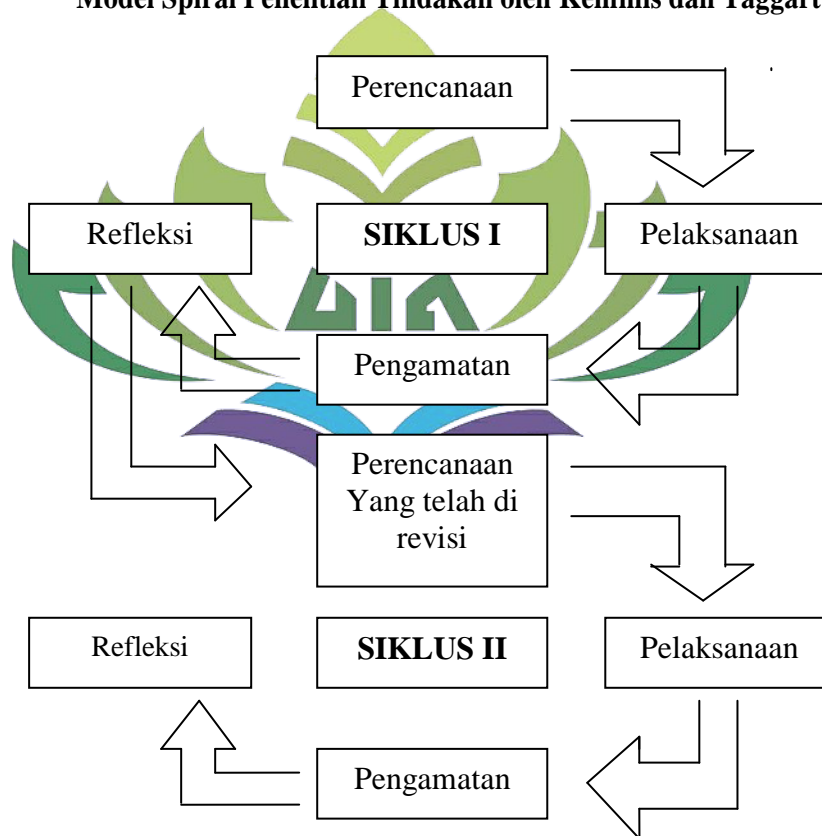 Model Spiral Penelitian Tindakan oleh Kemmis dan Taggart
Perencanaan
Refleksi
SIKLUS I
Pelaksanaan
Pengamatan
Perencanaan
Yang telah di
revisi
Refleksi
SIKLUS II
Pelaksanaan
Pengamatan